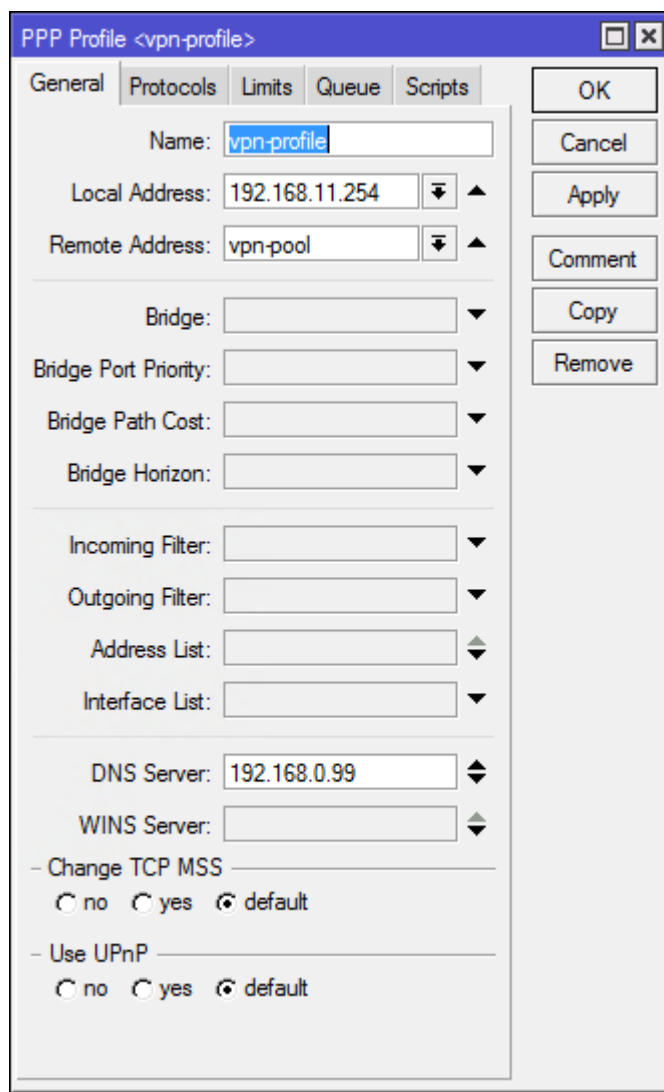 PPP Profile <vpn-profile>
General Protocols Limits Queue Scripts
OK
Cancel
Apply
Comment
Copy
Remove
Name: vpn-profile
Local Address: 192.168.11.254
Remote Address: vpn-pool
Bridge:
Bridge Port Priority:
Bridge Path Cost:
Bridge Horizon:
Incoming Filter:
Outgoing Filter:
Address List:
Interface List:
DNS Server: 192.168.0.99
WINS Server:
Change TCP MSS
no yes default
Use UPnP
no yes default